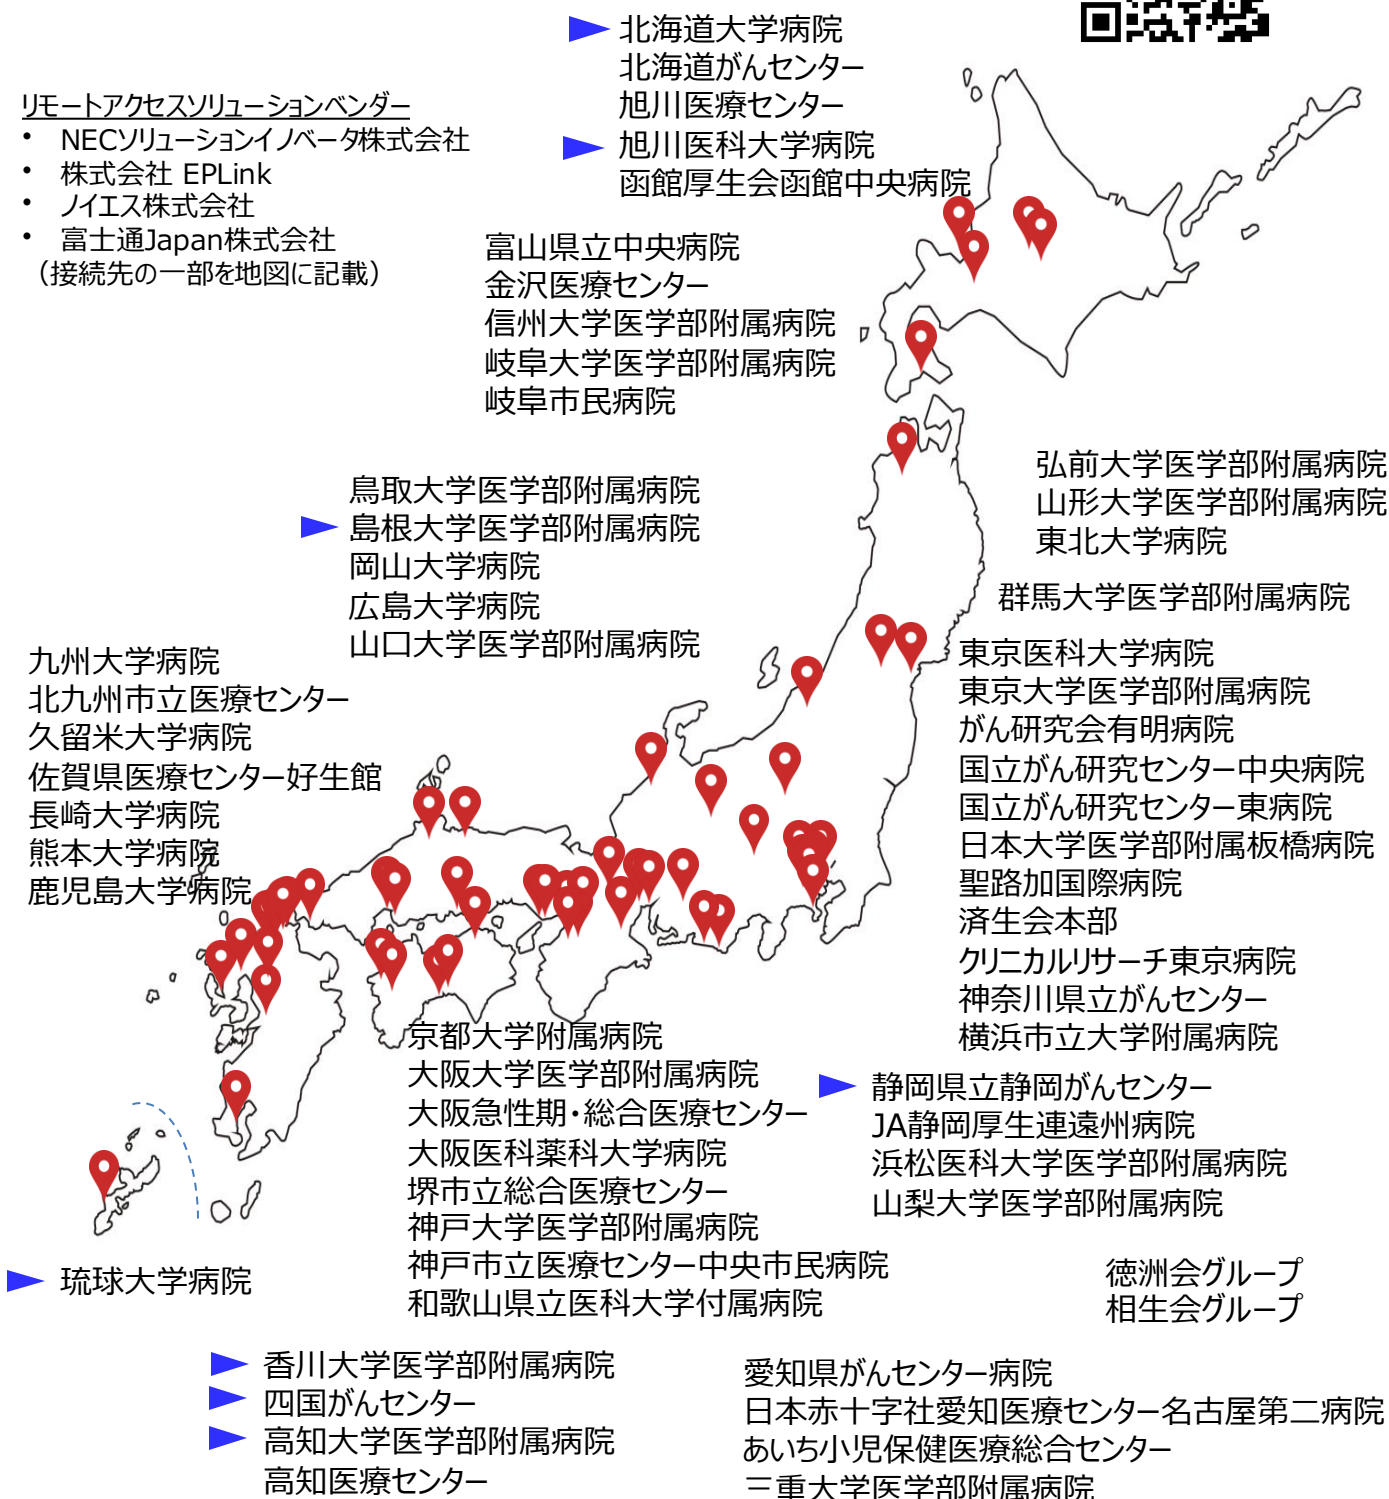 北海道大学病院
北海道がんセンター
旭川医療センター
旭川医科大学病院
函館厚生会函館中央病院
リモートアクセスソリューションベンダー
• NECソリューションイノベータ株式会社
• 株式会社 EPLink
• ノイエス株式会社
• 富士通Japan株式会社
（接続先の一部を地図に記載）
富山県立中央病院
金沢医療センター
信州大学医学部附属病院
岐阜大学医学部附属病院
岐阜市民病院
弘前大学医学部附属病院
山形大学医学部附属病院
東北大学病院
鳥取大学医学部附属病院
島根大学医学部附属病院
岡山大学病院
広島大学病院
山口大学医学部附属病院
群馬大学医学部附属病院
九州大学病院
北九州市立医療センター
久留米大学病院
佐賀県医療センター好生館
長崎大学病院
熊本大学病院
鹿児島大学病院
東京医科大学病院
東京大学医学部附属病院
がん研究会有明病院
国立がん研究センター中央病院
国立がん研究センター東病院
日本大学医学部附属板橋病院
聖路加国際病院
済生会本部
クリニカルリサーチ東京病院
神奈川県立がんセンター
横浜市立大学附属病院
京都大学附属病院
大阪大学医学部附属病院
大阪急性期・総合医療センター
大阪医科薬科大学病院
堺市立総合医療センター
神戸大学医学部附属病院
神戸市立医療センター中央市民病院
和歌山県立医科大学付属病院
静岡県立静岡がんセンター
JA静岡厚生連遠州病院
浜松医科大学医学部附属病院
山梨大学医学部附属病院
琉球大学病院
徳洲会グループ
相生会グループ
香川大学医学部附属病院
四国がんセンター
高知大学医学部附属病院
高知医療センター
愛知県がんセンター病院
日本赤十字社愛知医療センター名古屋第二病院
あいち小児保健医療総合センター
三重大学医学部附属病院